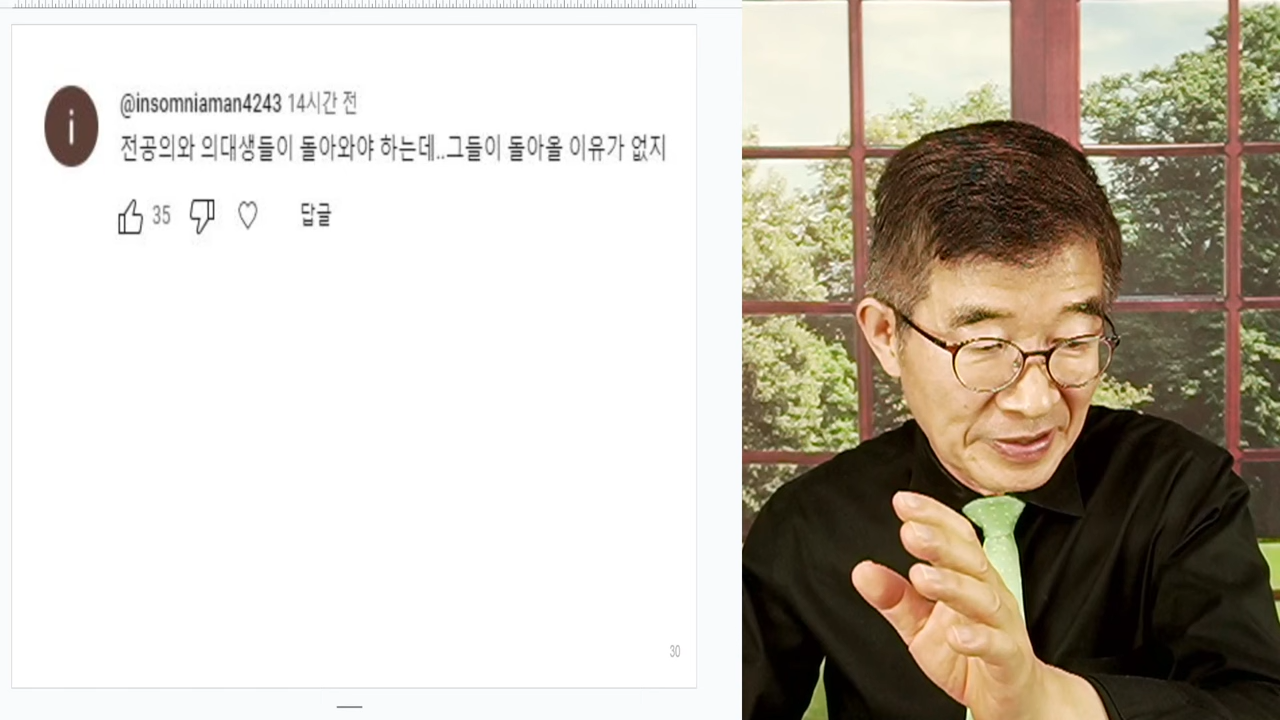 i
@insomniaman4243 14시간 전
전공의와 의대생들이 돌아와야 하는데..그들이 돌아올 이유가 없지
35 답글
30